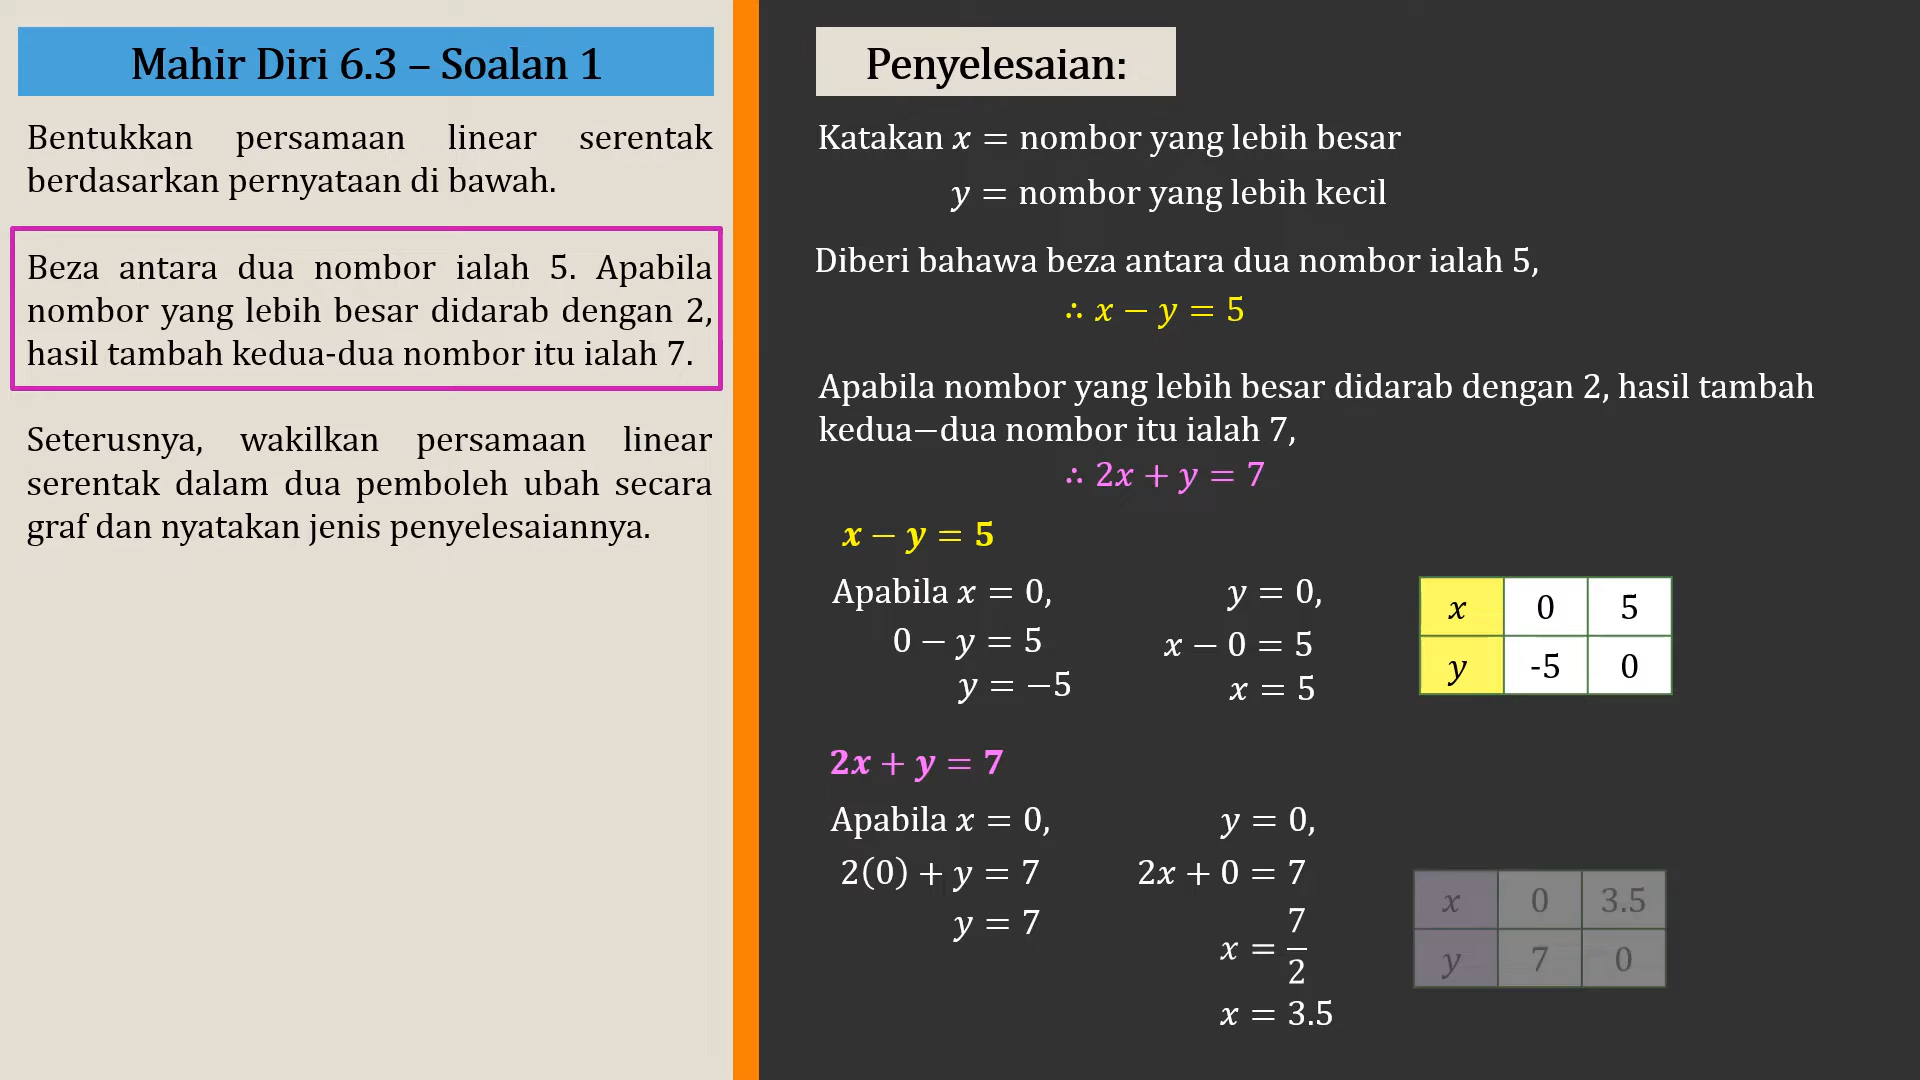 Mahir Diri 6.3 – Soalan 1
Bentukkan persamaan linear serentak
berdasarkan pernyataan di bawah.
Beza antara dua nombor ialah 5. Apabila
nombor yang lebih besar didarab dengan 2,
hasil tambah kedua-dua nombor itu ialah 7.
Seterusnya, wakilkan persamaan linear
serentak dalam dua pemboleh ubah secara
graf dan nyatakan jenis penyelesaiannya.
Penyelesaian:
Katakan x = nombor yang lebih besar
y = nombor yang lebih kecil
Diberi bahawa beza antara dua nombor ialah 5,
∴ x − y = 5
Apabila nombor yang lebih besar didarab dengan 2, hasil tambah
kedua−dua nombor itu ialah 7,
∴ 2x + y = 7
x − y = 5
Apabila x = 0,
0 − y = 5
y = −5
y = 0,
x − 0 = 5
x = 5
x 0 5
y -5 0
2x + y = 7
Apabila x = 0,
2(0) + y = 7
y = 7
y = 0,
2x + 0 = 7
x = 7/2
x = 3.5
x 0 3.5
y 7 0